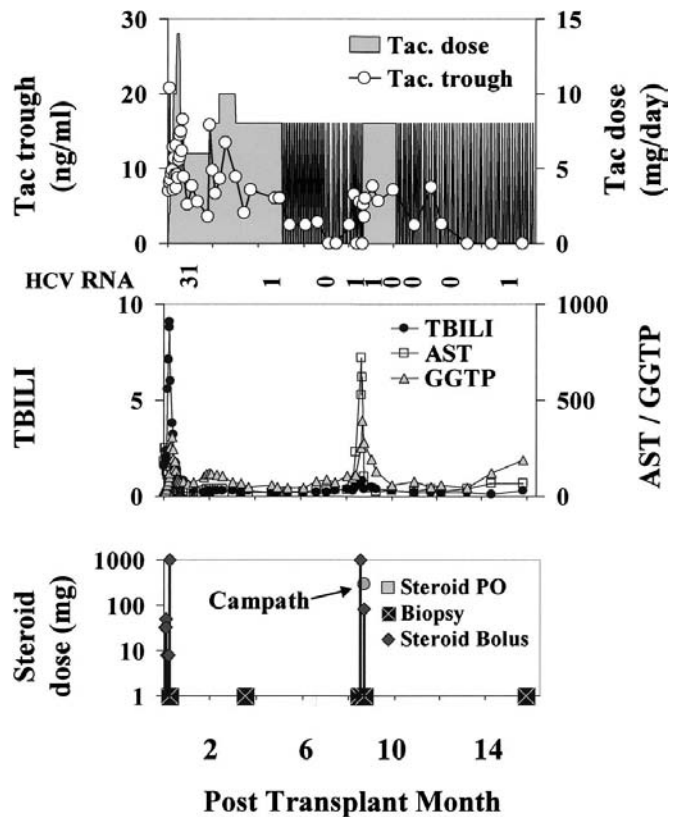 30
20
10
0
Tac trough
(ng/ml)
Tac. dose
Tac. trough
15
10
5
0
Tac dose
(mg/day)
HCV RNA 31 1 0 1 1 0 0 0 1
10
5
0
TBILI
TBILI
AST
GGTP
1000
500
0
AST / GGTP
1000
100
10
1
Steroid
dose (mg)
Campath
Steroid PO
Biopsy
Steroid Bolus
2 6 10 14
Post Transplant Month